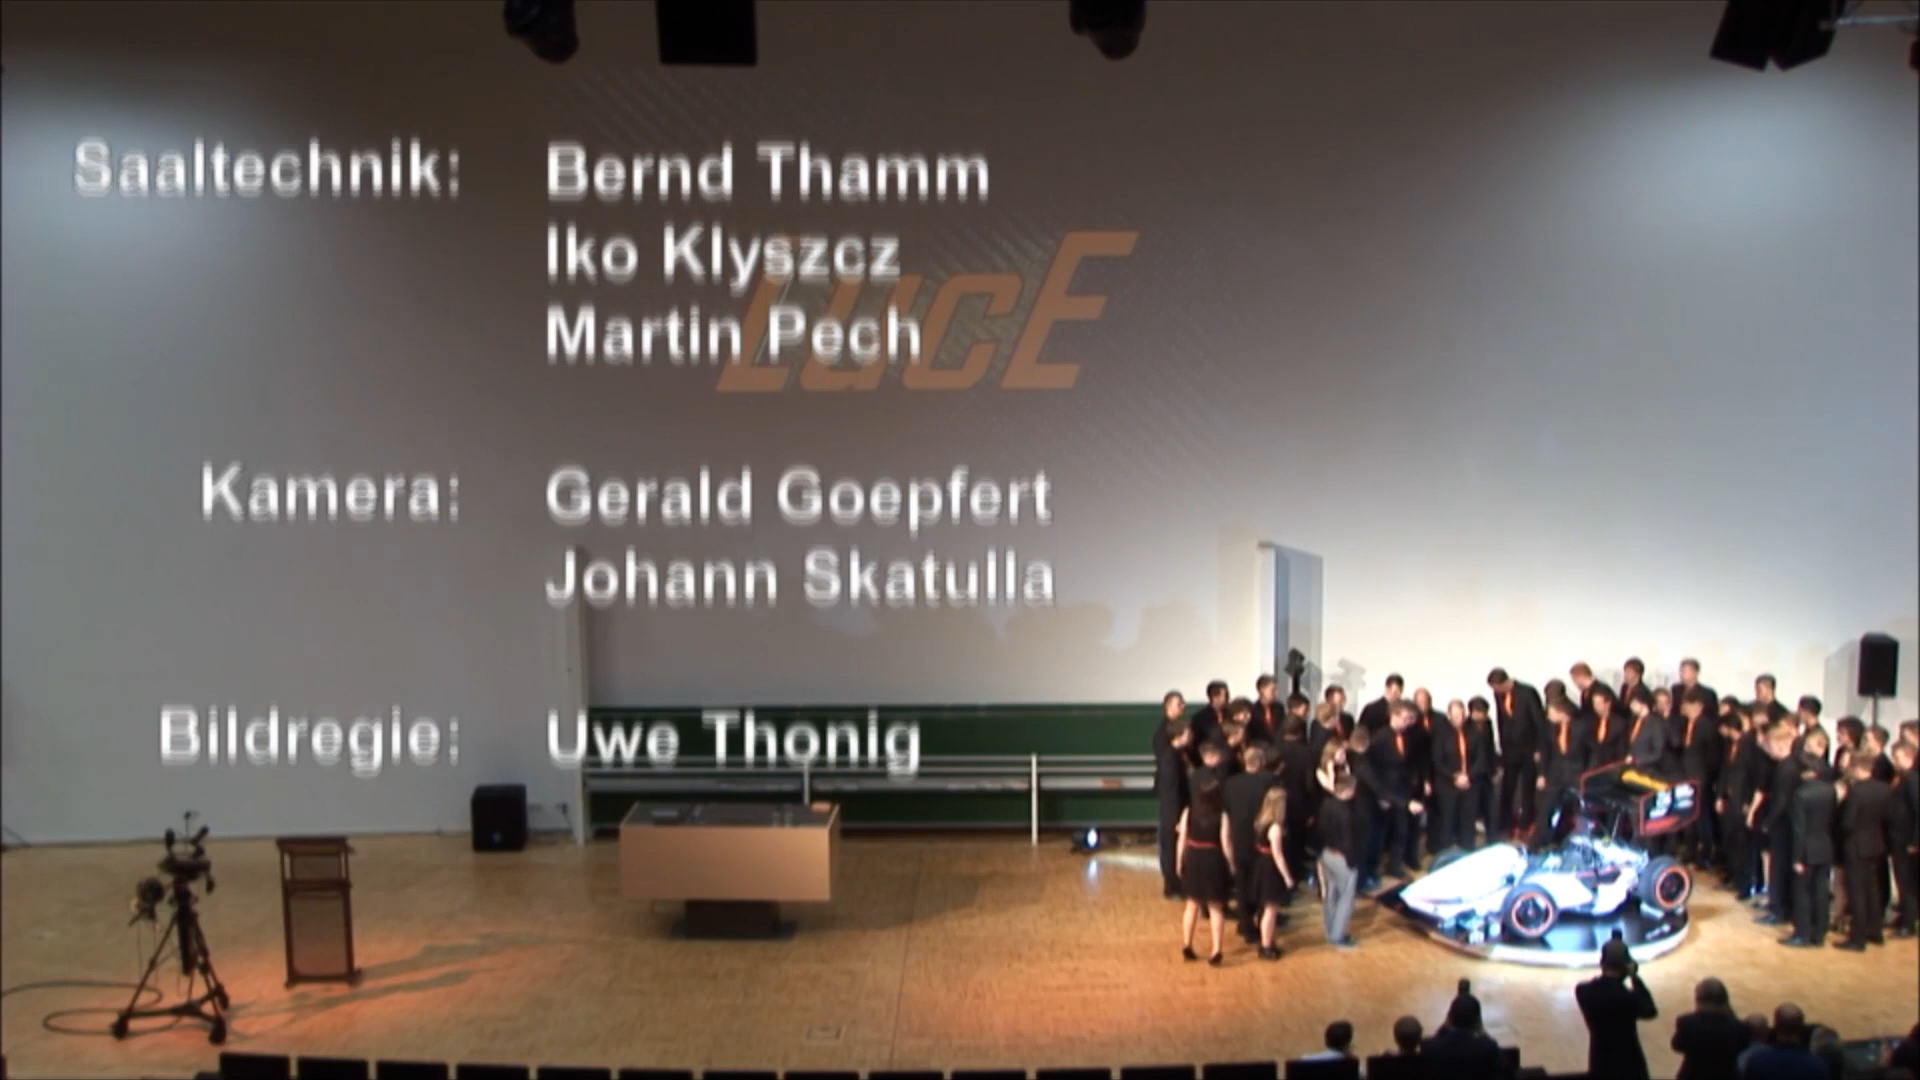 Saaltechnik: Bernd Thamm
Iko Klyszcz
Martin Pech
LucE
Kamera: Gerald Goepfert
Johann Skatulla
Bildregie: Uwe Thonig